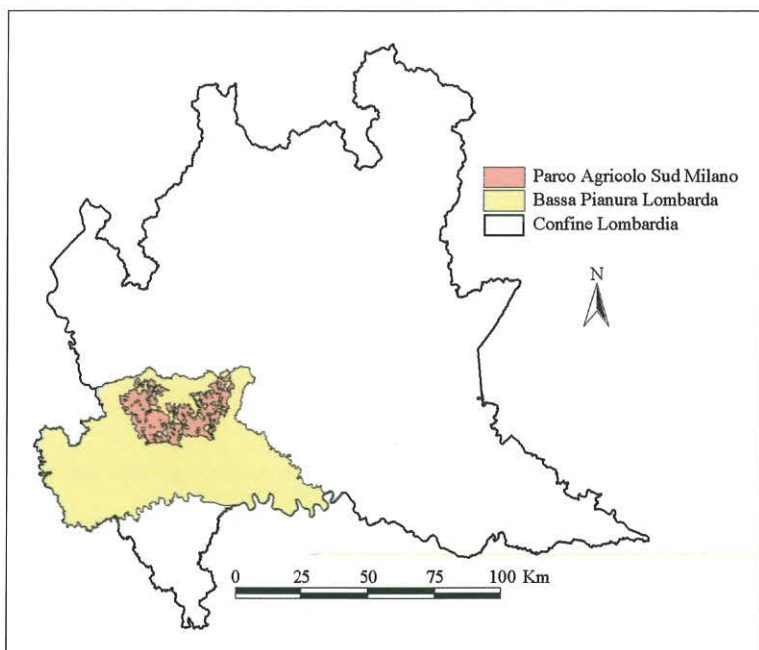 Parco Agricolo Sud Milano
Bassa Pianura Lombarda
Confine Lombardia
N
0 25 50 75 100 Km